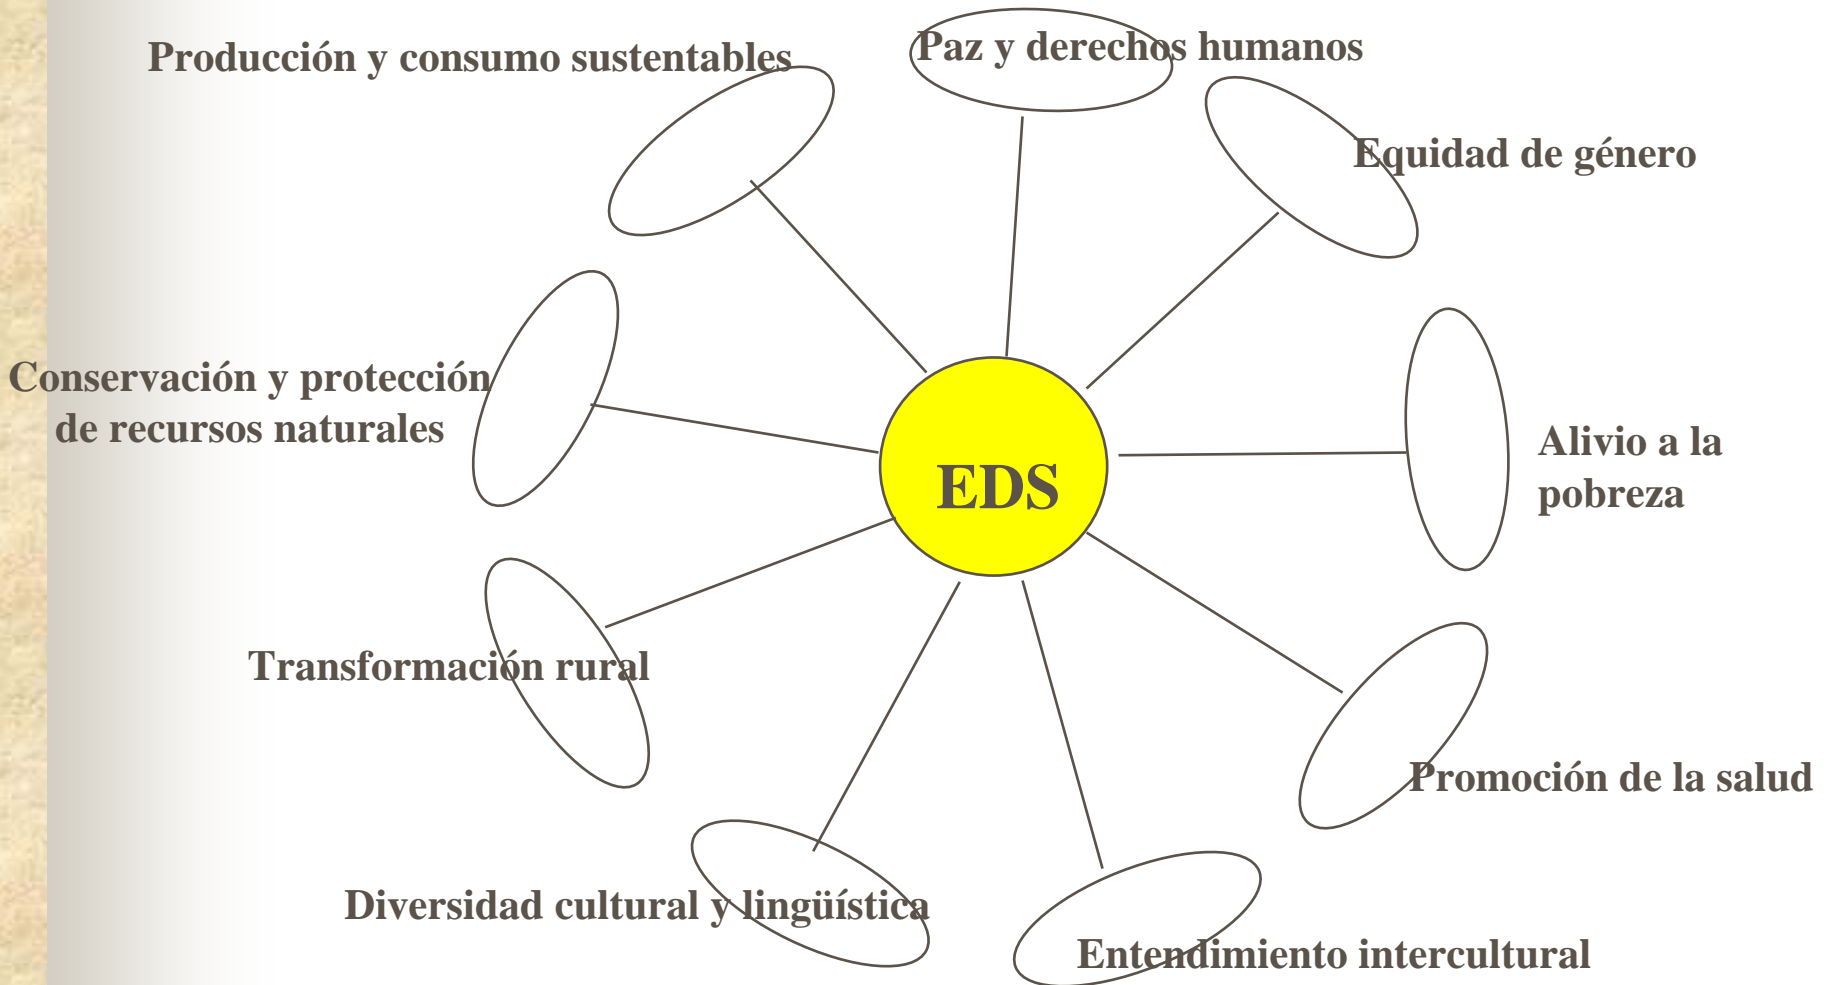 Producción y consumo sustentables
Paz y derechos humanos
Equidad de género
Conservación y protección
de recursos naturales
EDS
Alivio a la
pobreza
Transformación rural
Promoción de la salud
Diversidad cultural y lingüística
Entendimiento intercultural